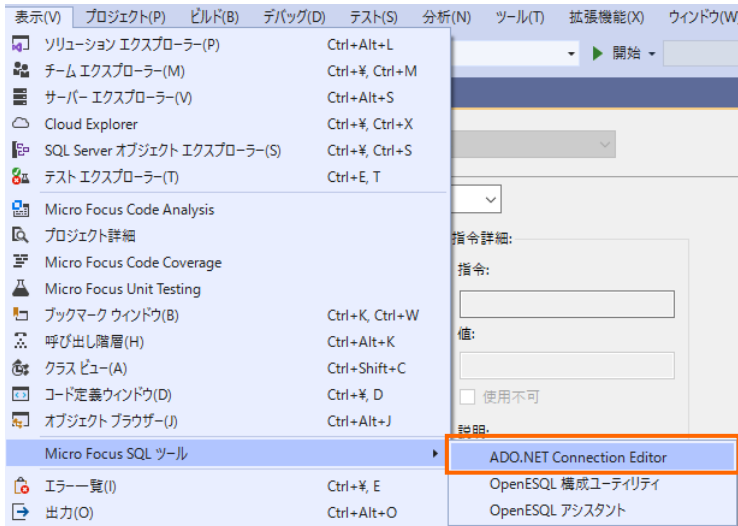 表示(V) プロジェクト(P) ビルド(B) デバッグ(D) テスト(S) 分析(N) ツール(T) 拡張機能(X) ウィンドウ(W)
ソリューション エクスプローラー(P) Ctrl+Alt+L
チーム エクスプローラー(M) Ctrl+¥, Ctrl+M
開始
サーバー エクスプローラー(V) Ctrl+Alt+S
Cloud Explorer Ctrl+¥, Ctrl+X
SQL Server オブジェクト エクスプローラー(S) Ctrl+¥, Ctrl+S
テスト エクスプローラー(T) Ctrl+E, T
Micro Focus Code Analysis
プロジェクト詳細
指令詳細:
Micro Focus Code Coverage
指令:
Micro Focus Unit Testing
ブックマーク ウィンドウ(B) Ctrl+K, Ctrl+W
呼び出し階層(H) Ctrl+Alt+K
値:
クラス ビュー(A) Ctrl+Shift+C
コード定義ウィンドウ(D) Ctrl+¥, D
使用不可
オブジェクト ブラウザー(J) Ctrl+Alt+J
説明:
Micro Focus SQL ツール
ADO.NET Connection Editor
エラー一覧(I) Ctrl+¥, E
OpenESQL 構成ユーティリティ
出力(O) Ctrl+Alt+O
OpenESQL アシスタント